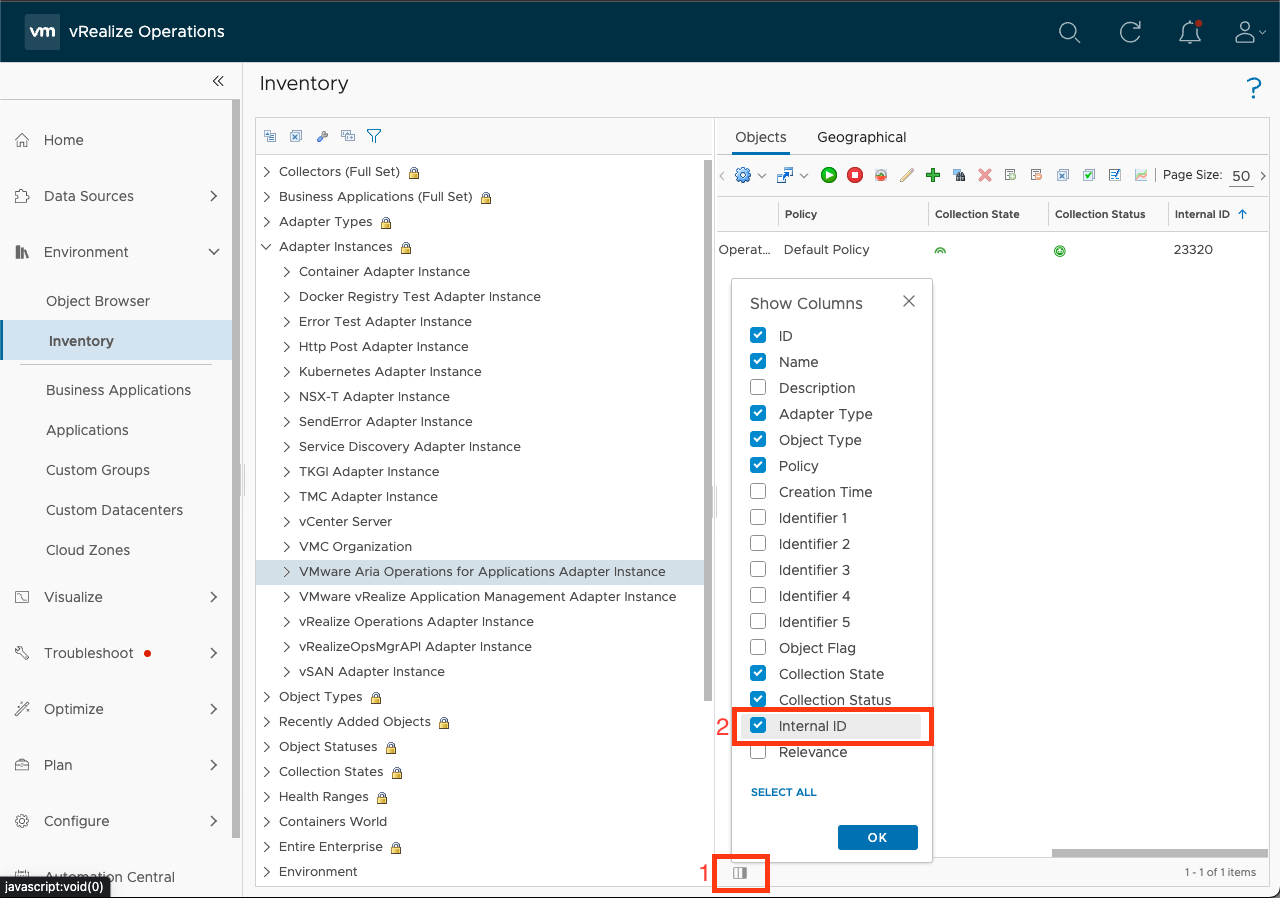 vm vRealize Operations
Inventory
?
Home
Data Sources
Environment
Object Browser
Inventory
Business Applications
Applications
Custom Groups
Custom Datacenters
Cloud Zones
Visualize
Troubleshoot
Optimize
Plan
Configure
Automation Central
javascript:void(0)
Collectors (Full Set)
Business Applications (Full Set)
Adapter Types
Adapter Instances
Container Adapter Instance
Docker Registry Test Adapter Instance
Error Test Adapter Instance
Http Post Adapter Instance
Kubernetes Adapter Instance
NSX-T Adapter Instance
SendError Adapter Instance
Service Discovery Adapter Instance
TKGI Adapter Instance
TMC Adapter Instance
vCenter Server
VMC Organization
VMware Aria Operations for Applications Adapter Instance
VMware vRealize Application Management Adapter Instance
vRealize Operations Adapter Instance
vRealizeOpsMgrAPI Adapter Instance
vSAN Adapter Instance
Object Types
Recently Added Objects
Object Statuses
Collection States
Health Ranges
Containers World
Entire Enterprise
Environment
Objects Geographical
Page Size: 50
Policy Collection State Collection Status Internal ID
Operat... Default Policy 23320
Show Columns
ID
Name
Description
Adapter Type
Object Type
Policy
Creation Time
Identifier 1
Identifier 2
Identifier 3
Identifier 4
Identifier 5
Object Flag
Collection State
Collection Status
2 Internal ID
Relevance
SELECT ALL
OK
1
1 - 1 of 1 items